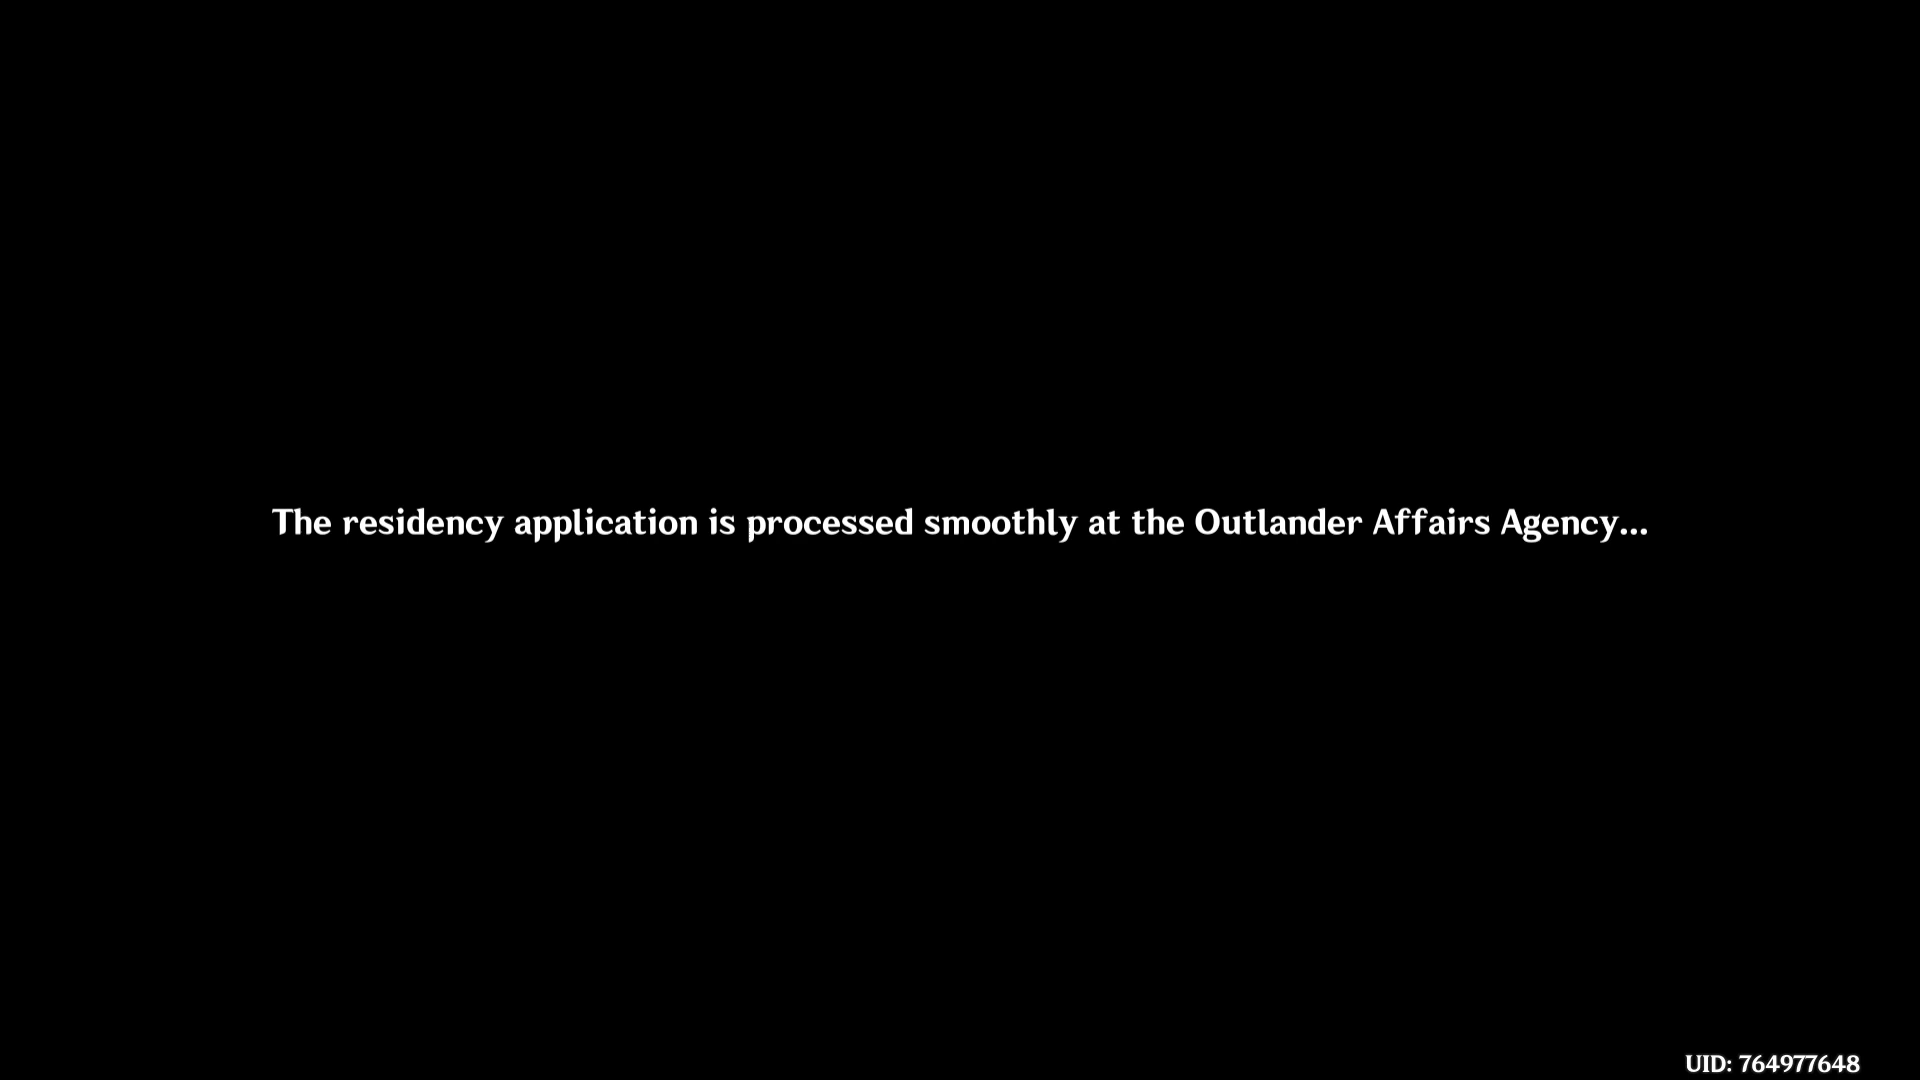 The residency application is processed smoothly at the Outlander Affairs Agency...
UID: 764977648